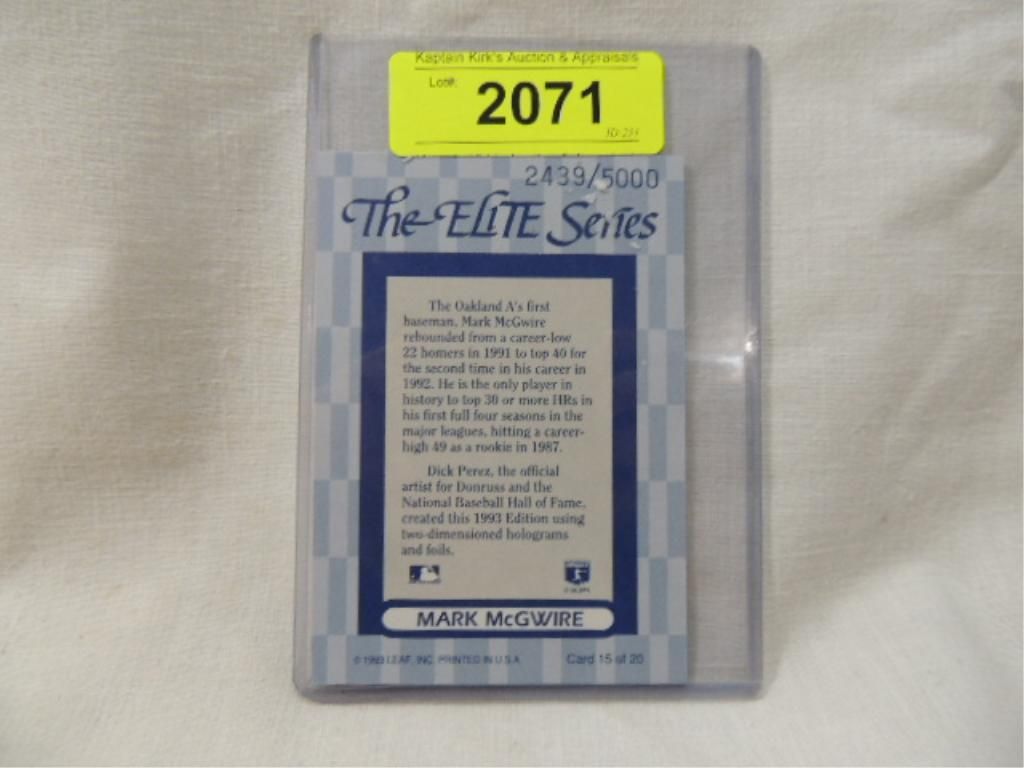 Kaptain Kirk's Auction & Appraisals
Lot#:
2071
2439/5000
The ELITE Series
The Oakland A's first
baseman, Mark McGwire
rebounded from a career-low
22 homers in 1991 to top 40 for
the second time in his career in
1992. He is the only player in
history to top 30 or more HRs in
his first full four seasons in the
major leagues, hitting a career-
high 49 as a rookie in 1987.
Dick Perez, the official
artist for Donruss and the
National Baseball Hall of Fame,
created this 1993 Edition using
two-dimensioned holograms
and foils.
MARK McGWIRE
© 1993 LEAF, INC. PRINTED IN U.S.A.
Card 15 of 20